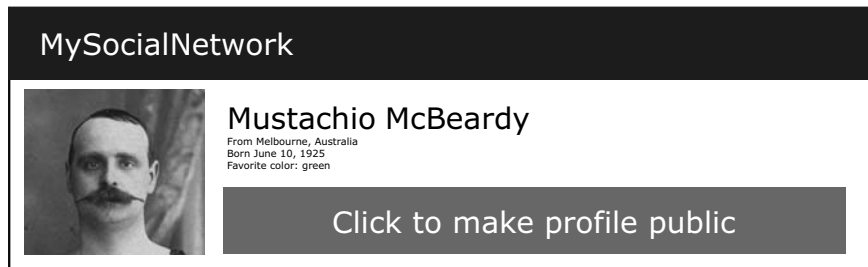 MySocialNetwork
Mustachio McBeardy
From Melbourne, Australia
Born June 10, 1925
Favorite color: green
Click to make profile public